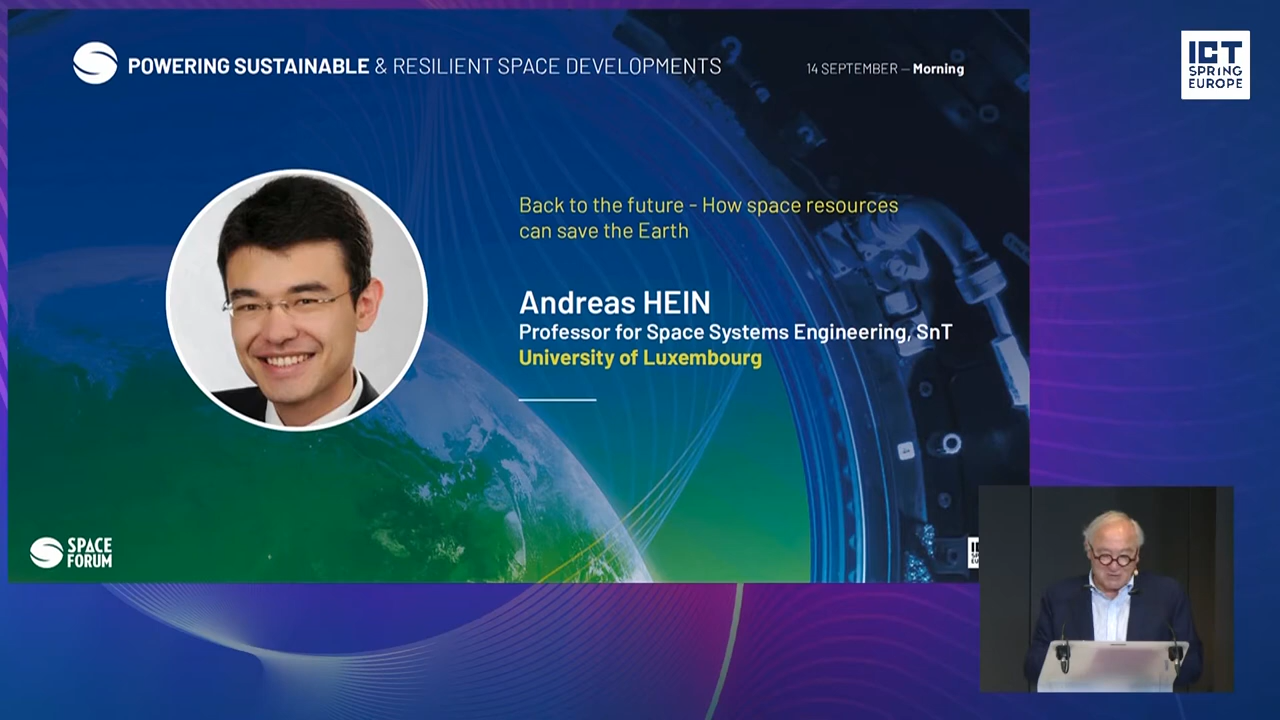 POWERING SUSTAINABLE & RESILIENT SPACE DEVELOPMENTS
14 SEPTEMBER – Morning
ICT
SPRING
EUROPE
Back to the future - How space resources
can save the Earth
Andreas HEIN
Professor for Space Systems Engineering, SnT
University of Luxembourg
SPACE
FORUM